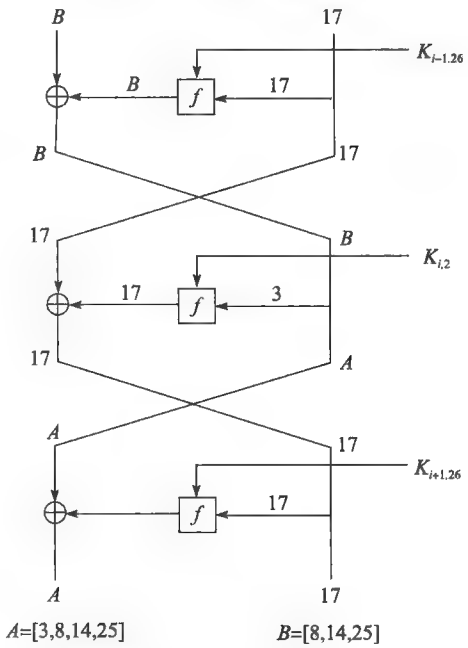 B 17
K_{i-1.26}
B f 17
B 17
17 B
K_{i,2}
17 f 3
17 A
A 17
K_{i+1,26}
f 17
A 17
A=[3,8,14,25] B=[8,14,25]